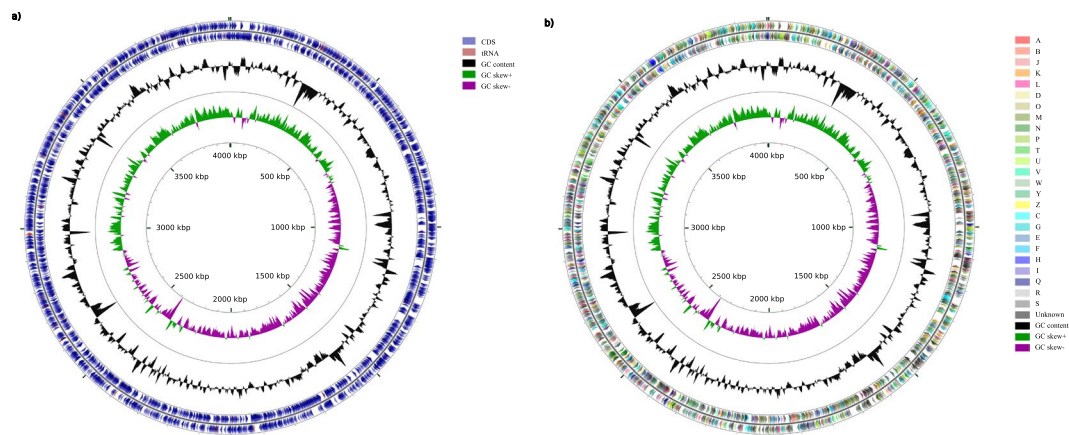 a)
CDS
tRNA
GC content
GC skew+
GC skew-
4000 kbp
500 kbp
1000 kbp
1500 kbp
2000 kbp
2500 kbp
3000 kbp
3500 kbp
b)
A
B
J
K
L
D
O
M
N
P
T
U
V
W
Y
Z
C
G
E
F
H
I
Q
R
S
Unknown
GC content
GC skew+
GC skew-
4000 kbp
500 kbp
1000 kbp
1500 kbp
2000 kbp
2500 kbp
3000 kbp
3500 kbp